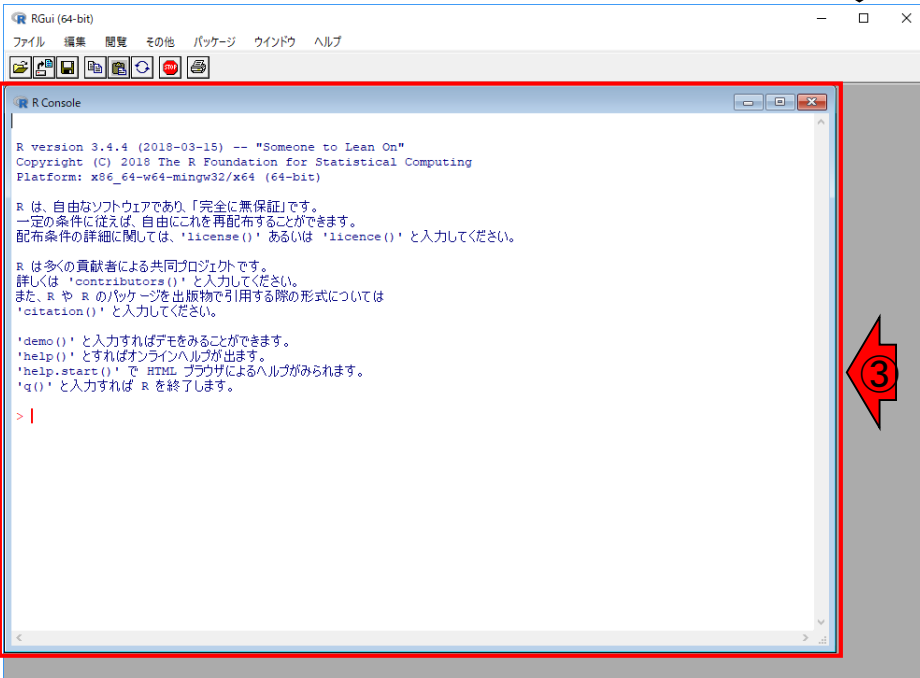 RGui (64-bit)
ファイル 編集 閲覧 その他 パッケージ ウインドウ ヘルプ
STOP
R Console
R version 3.4.4 (2018-03-15) -- "Someone to Lean On"
Copyright (C) 2018 The R Foundation for Statistical Computing
Platform: x86_64-w64-mingw32/x64 (64-bit)
R は、自由なソフトウェアであり、「完全に無保証」です。
一定の条件に従えば、自由にこれを再配布することができます。
配布条件の詳細に関しては、'license()' あるいは 'licence()' と入力してください。
R は多くの貢献者による共同プロジェクトです。
詳しくは 'contributors()' と入力してください。
また、R や R のパッケージを出版物で引用する際の形式については
'citation()' と入力してください。
'demo()' と入力すればデモをみることができます。
'help()' とすればオンラインヘルプが出ます。
'help.start()' で HTML ブラウザによるヘルプがみられます。
'q()' と入力すれば R を終了します。
>
③